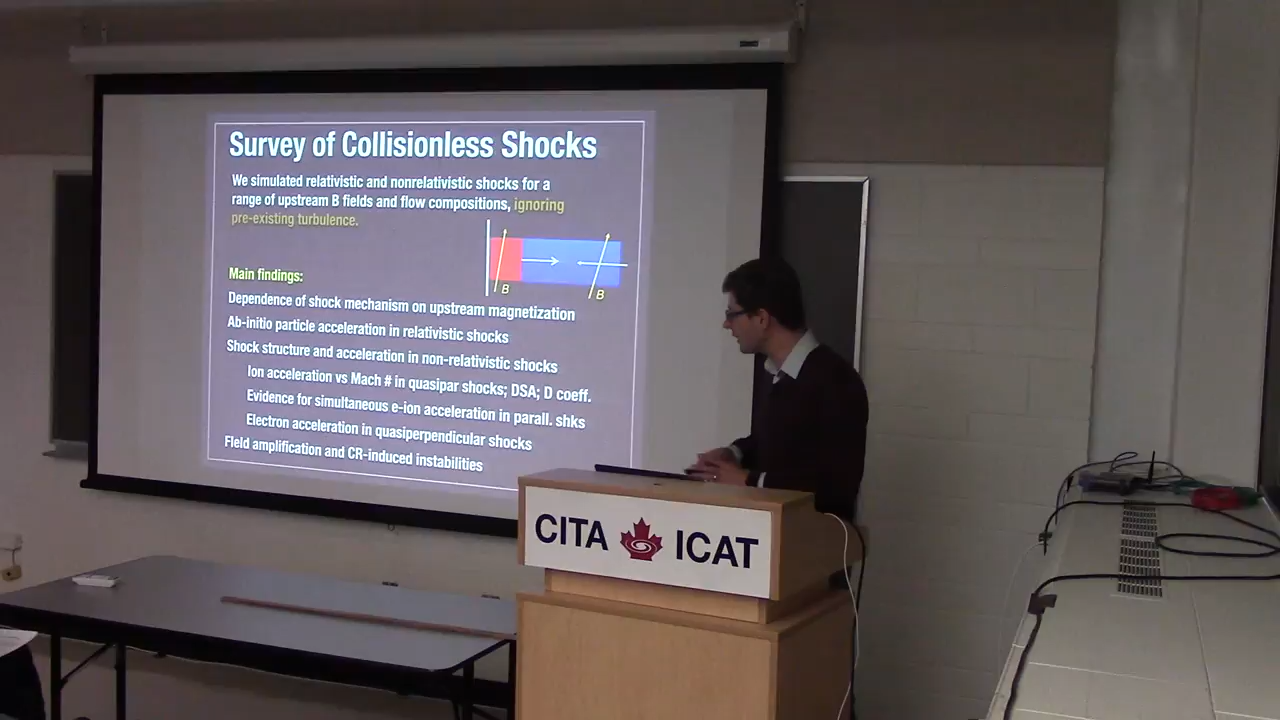 Survey of Collisionless Shocks
We simulated relativistic and nonrelativistic shocks for a
range of upstream B fields and flow compositions, ignoring
pre-existing turbulence.
B
B
Main findings:
Dependence of shock mechanism on upstream magnetization
Ab-initio particle acceleration in relativistic shocks
Shock structure and acceleration in non-relativistic shocks
Ion acceleration vs Mach # in quasipar shocks; DSA; D coeff.
Evidence for simultaneous e-ion acceleration in parall. shks
Electron acceleration in quasiperpendicular shocks
Field amplification and CR-induced instabilities
CITA ICAT